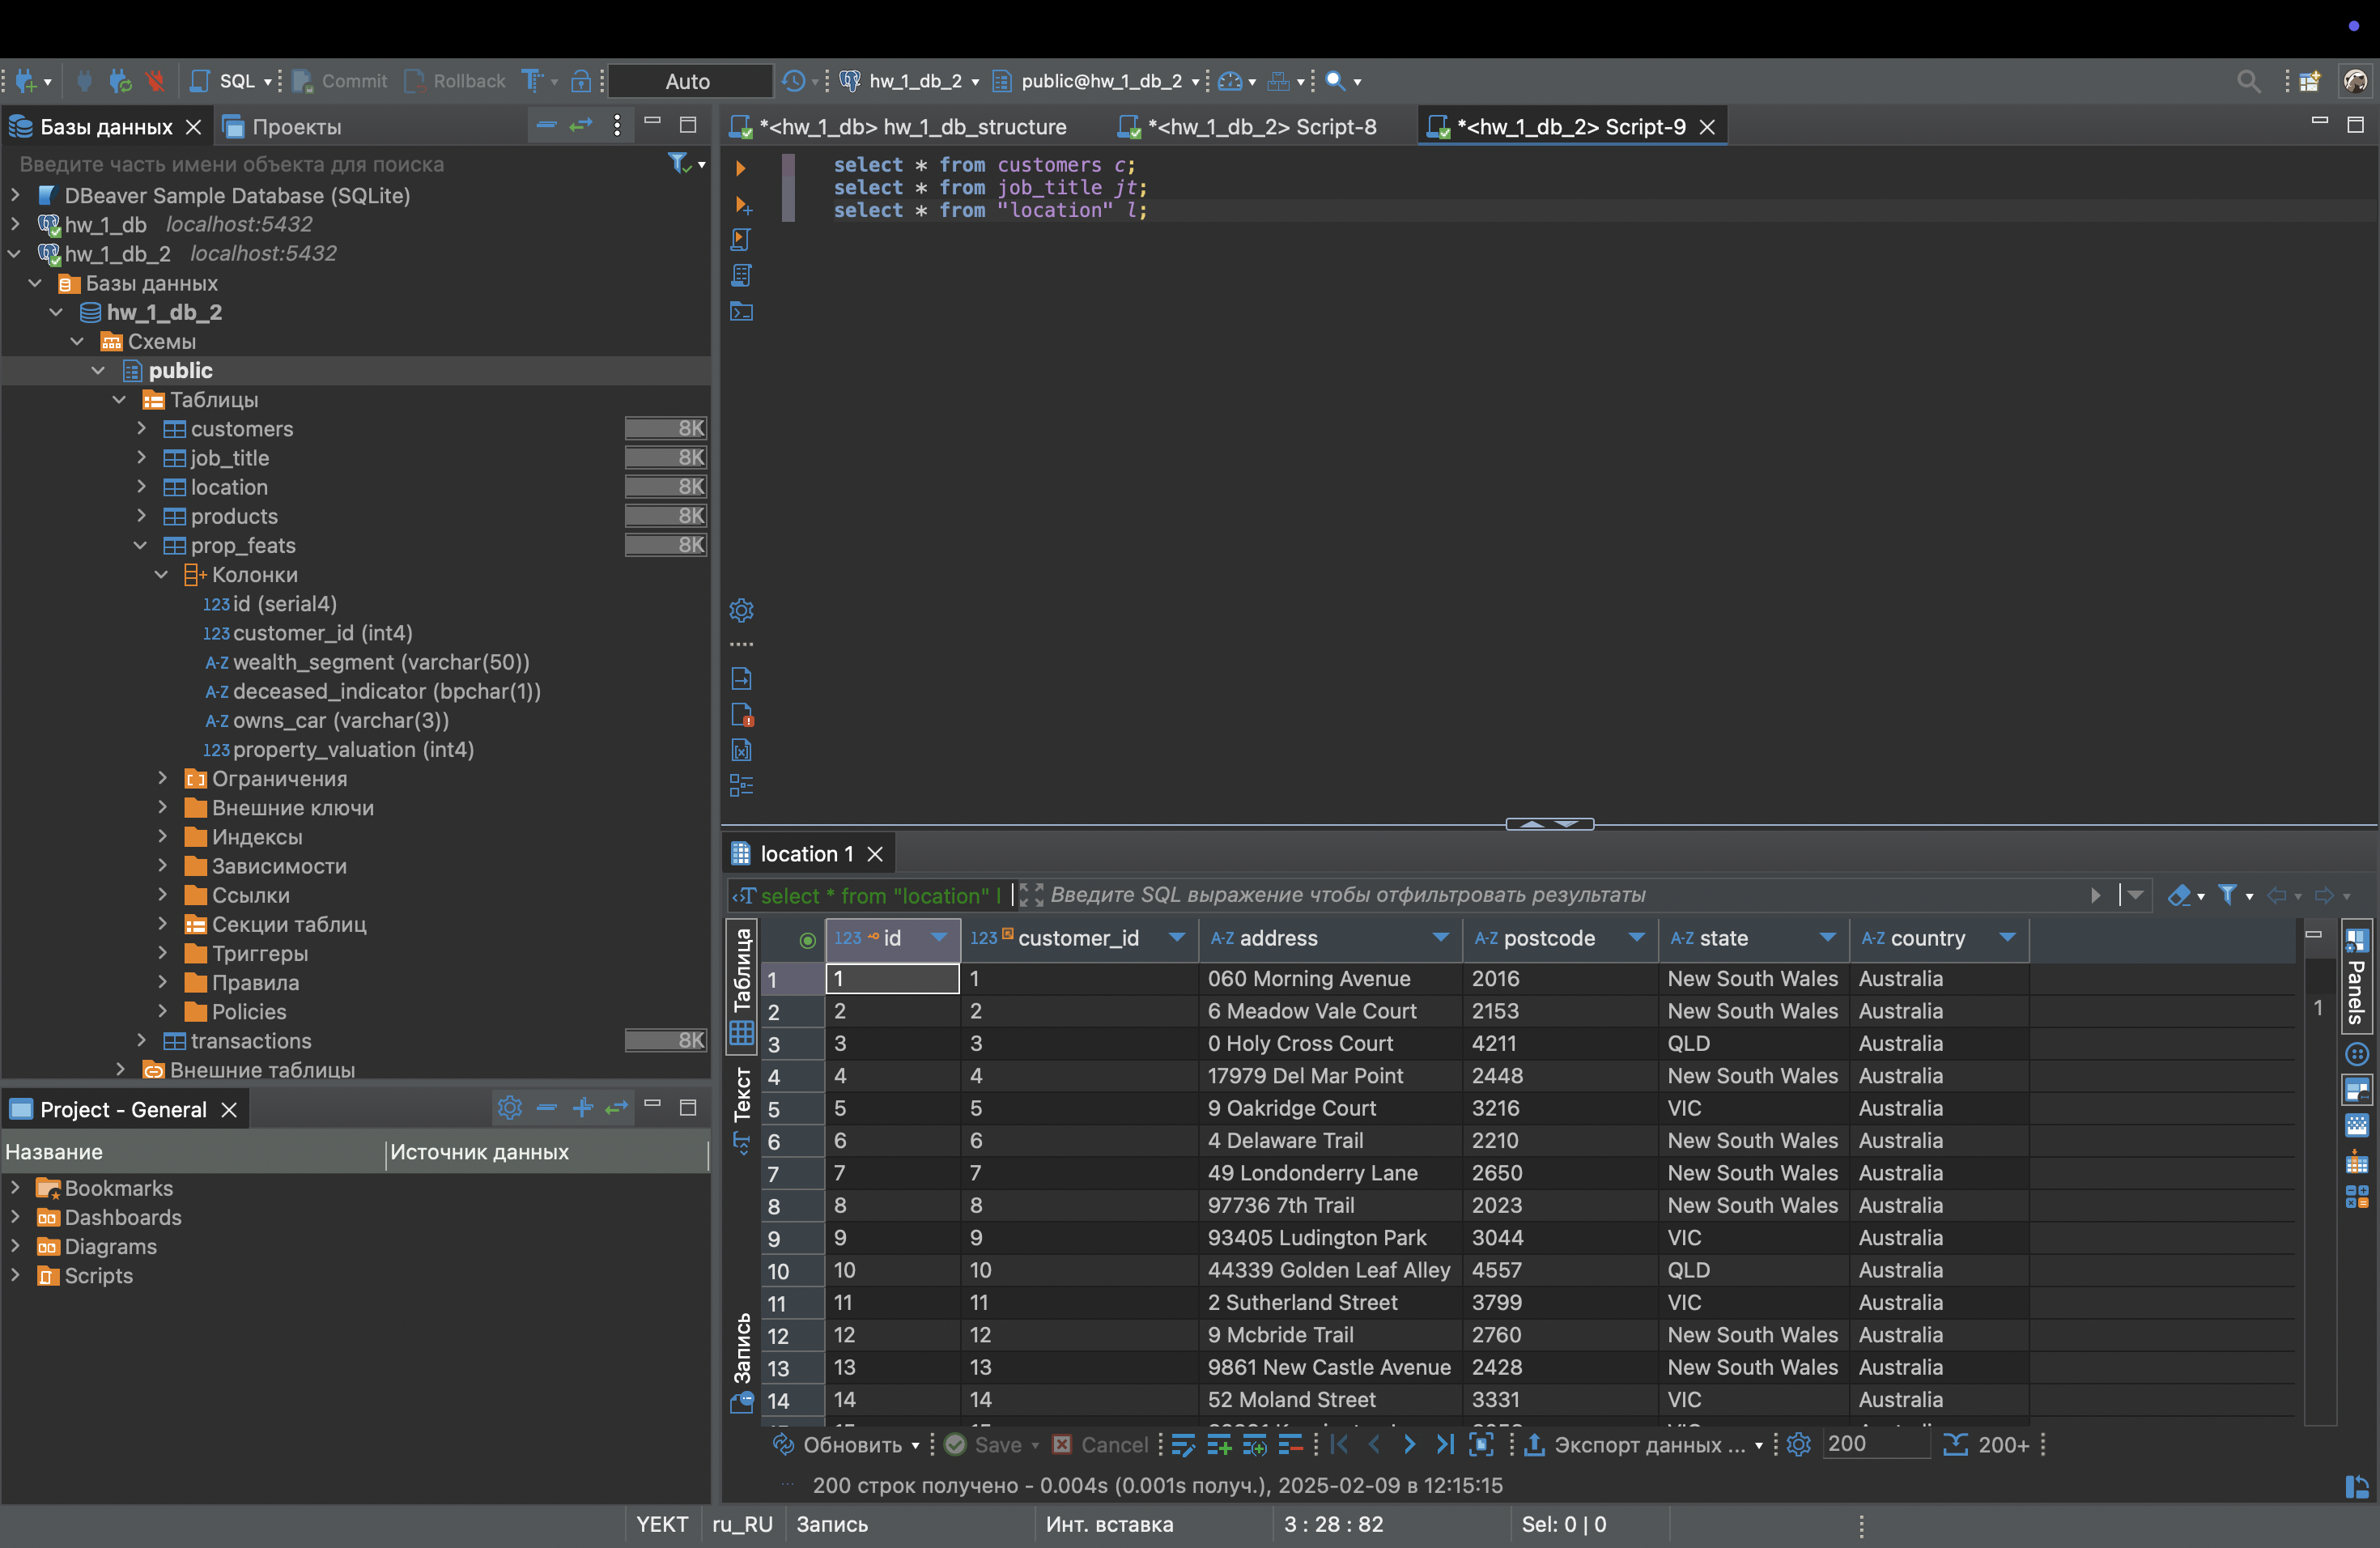 SQL Commit Rollback Auto hw_1_db_2 public@hw_1_db_2
Базы данных Проекты
Введите часть имени объекта для поиска
DBeaver Sample Database (SQLite)
hw_1_db localhost:5432
hw_1_db_2 localhost:5432
Базы данных
hw_1_db_2
Схемы
public
Таблицы
customers 8K
job_title 8K
location 8K
products 8K
prop_feats 8K
Колонки
123 id (serial4)
123 customer_id (int4)
A-Z wealth_segment (varchar(50))
A-Z deceased_indicator (bpchar(1))
A-Z owns_car (varchar(3))
123 property_valuation (int4)
Ограничения
Внешние ключи
Индексы
Зависимости
Ссылки
Секции таблиц
Триггеры
Правила
Policies
transactions 8K
Внешние таблицы
Project - General
Название Источник данных
Bookmarks
Dashboards
Diagrams
Scripts
*<hw_1_db> hw_1_db_structure *<hw_1_db_2> Script-8 *<hw_1_db_2> Script-9
select * from customers c;
select * from job_title jt;
select * from "location" l;
location 1
select * from "location" l Введите SQL выражение чтобы отфильтровать результаты
Таблица
Текст
Запись
123 id 123 customer_id A-Z address A-Z postcode A-Z state A-Z country
1 1 1 060 Morning Avenue 2016 New South Wales Australia
2 2 2 6 Meadow Vale Court 2153 New South Wales Australia
3 3 3 0 Holy Cross Court 4211 QLD Australia
4 4 4 17979 Del Mar Point 2448 New South Wales Australia
5 5 5 9 Oakridge Court 3216 VIC Australia
6 6 6 4 Delaware Trail 2210 New South Wales Australia
7 7 7 49 Londonderry Lane 2650 New South Wales Australia
8 8 8 97736 7th Trail 2023 New South Wales Australia
9 9 9 93405 Ludington Park 3044 VIC Australia
10 10 10 44339 Golden Leaf Alley 4557 QLD Australia
11 11 11 2 Sutherland Street 3799 VIC Australia
12 12 12 9 Mcbride Trail 2760 New South Wales Australia
13 13 13 9861 New Castle Avenue 2428 New South Wales Australia
14 14 14 52 Moland Street 3331 VIC Australia
1
Panels
Обновить Save Cancel Экспорт данных ... 200 200+
200 строк получено - 0.004s (0.001s получ.), 2025-02-09 в 12:15:15
YEKT ru_RU Запись Инт. вставка 3 : 28 : 82 Sel: 0 | 0